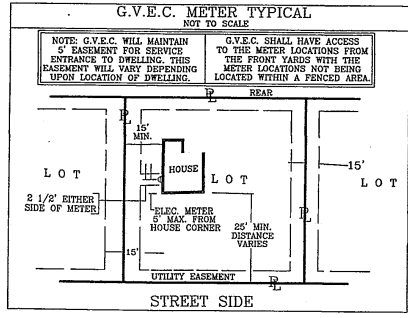 G.V.E.C. METER TYPICAL
NOT TO SCALE
NOTE: G.V.E.C. WILL MAINTAIN
5' EASEMENT FOR SERVICE
ENTRANCE TO DWELLING. THIS
EASEMENT WILL VARY DEPENDING
UPON LOCATION OF DWELLING.
G.V.E.C. SHALL HAVE ACCESS
TO THE METER LOCATIONS FROM
THE FRONT YARDS WITH THE
METER LOCATIONS NOT BEING
LOCATED WITHIN A FENCED AREA.
PL
REAR
PL
15'
MIN.
HOUSE
LOT
LOT
15'
LOT
2 1/2' EITHER
SIDE OF METER
ELEC. METER
5' MAX. FROM
HOUSE CORNER
25' MIN.
DISTANCE
VARIES
PL
15'
UTILITY EASEMENT
PL
STREET SIDE